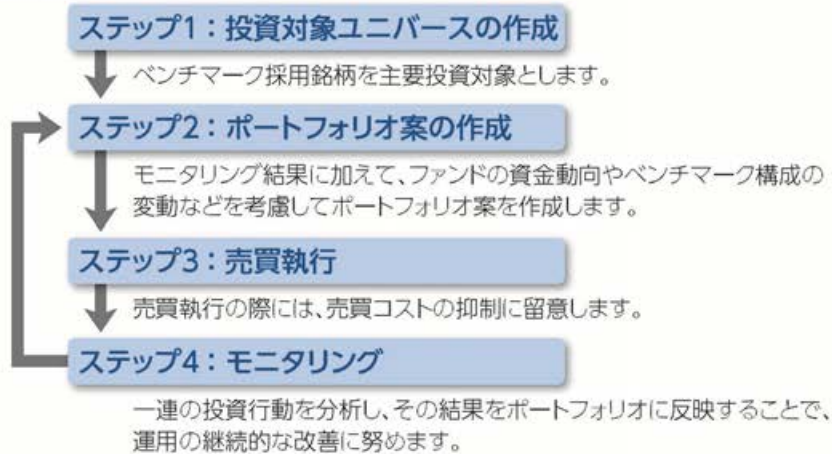 ステップ1：投資対象ユニバースの作成
ベンチマーク採用銘柄を主要投資対象とします。
ステップ2：ポートフォリオ案の作成
モニタリング結果に加えて、ファンドの資金動向やベンチマーク構成の
変動などを考慮してポートフォリオ案を作成します。
ステップ3：売買執行
売買執行の際には、売買コストの抑制に留意します。
ステップ4：モニタリング
一連の投資行動を分析し、その結果をポートフォリオに反映することで、
運用の継続的な改善に努めます。